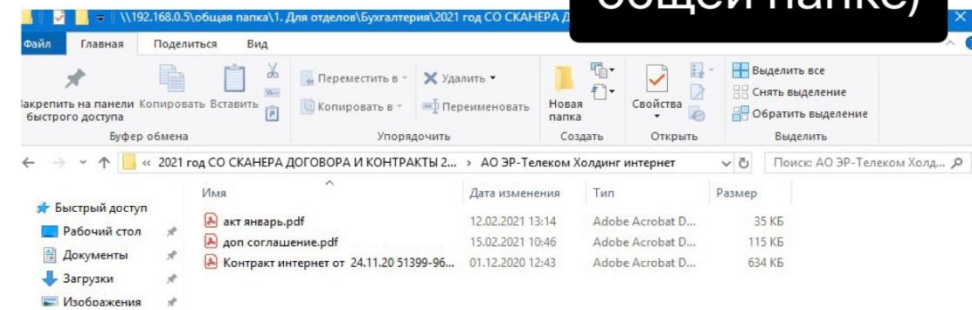 общей папке)
\\192.168.0.5\общая папка\1. Для отделов\Бухгалтерия\2021 год СО СКАНЕРА
Файл Главная Поделиться Вид
Закрепить на панели быстрого доступа
Копировать Вставить
Переместить в Удалить
Копировать в Переименовать
Новая папка
Свойства
Выделить все
Снять выделение
Обратить выделение
Буфер обмена Упорядочить Создать Открыть Выделить
« 2021 год СО СКАНЕРА ДОГОВОРА И КОНТРАКТЫ 2... › АО ЭР-Телеком Холдинг интернет Поиск: АО ЭР-Телеком Холд...
Имя Дата изменения Тип Размер
Быстрый доступ
Рабочий стол
Документы
Загрузки
Изображения
акт январь.pdf 12.02.2021 13:14 Adobe Acrobat D... 35 КБ
доп соглашение.pdf 15.02.2021 10:46 Adobe Acrobat D... 115 КБ
Контракт интернет от 24.11.20 51399-96... 01.12.2020 12:43 Adobe Acrobat D... 634 КБ